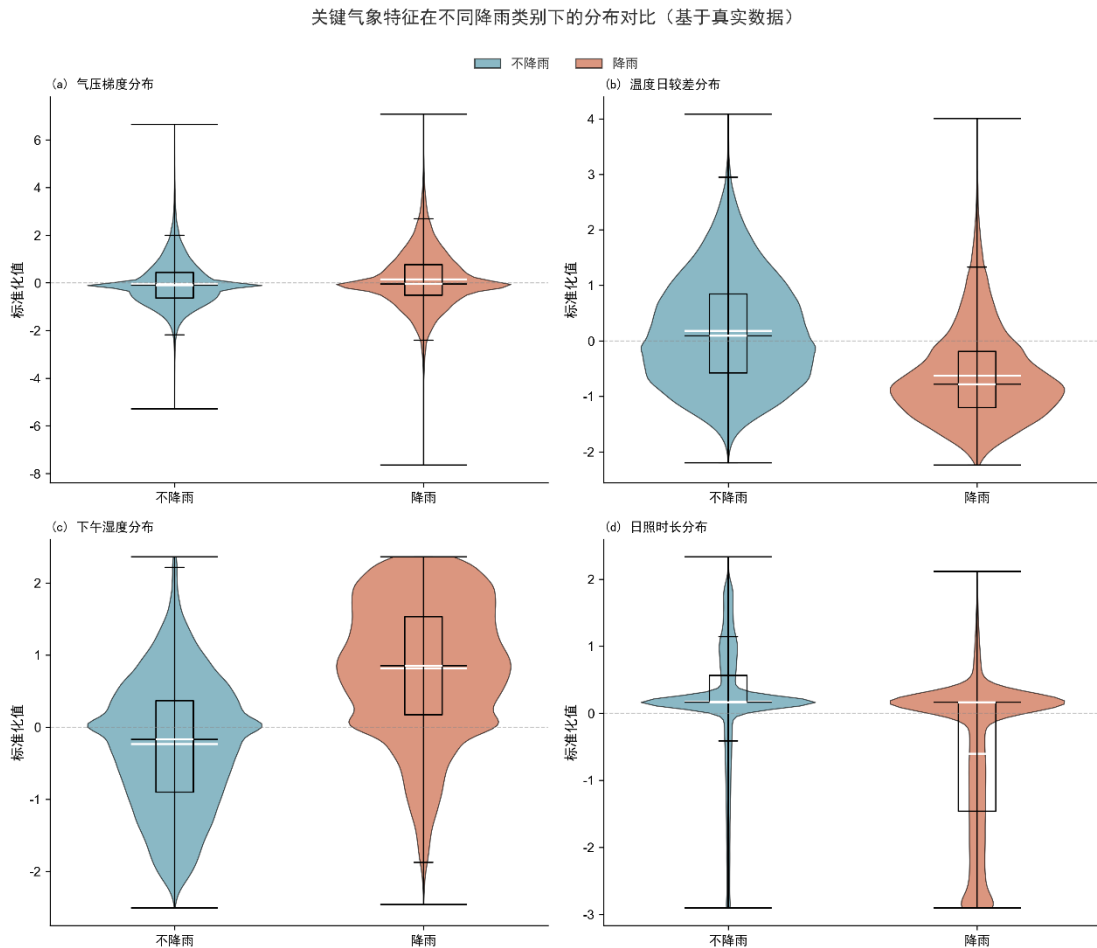 关键气象特征在不同降雨类别下的分布对比（基于真实数据）
不降雨 降雨
(a) 气压梯度分布
标准化值
6
4
2
0
-2
-4
-6
-8
不降雨 降雨
(b) 温度日较差分布
标准化值
4
3
2
1
0
-1
-2
不降雨 降雨
(c) 下午湿度分布
标准化值
2
1
0
-1
-2
不降雨 降雨
(d) 日照时长分布
标准化值
2
1
0
-1
-2
-3
不降雨 降雨